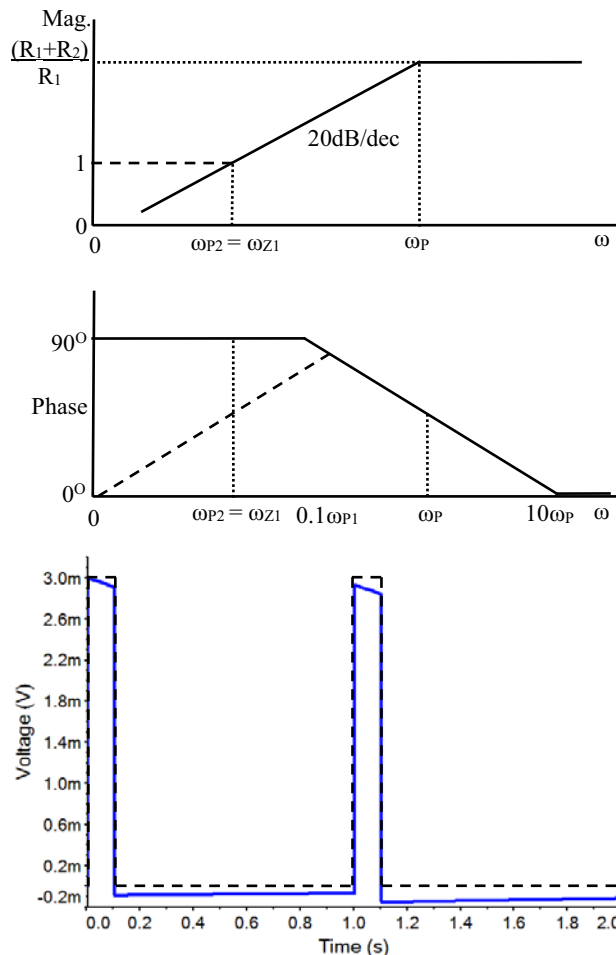 Mag.
(R₁+R₂)
R₁
20dB/dec
1
0
0
ωP2 = ωZ1
ωP
ω
90O
Phase
0O
0
ωP2 = ωZ1
0.1ωP1
ωP
10ωP
ω
3.0m
2.6m
2.2m
1.8m
1.4m
1.0m
0.6m
0.2m
-0.2m
Voltage (V)
0.0 0.2 0.4 0.6 0.8 1.0 1.2 1.4 1.6 1.8 2.0
Time (s)